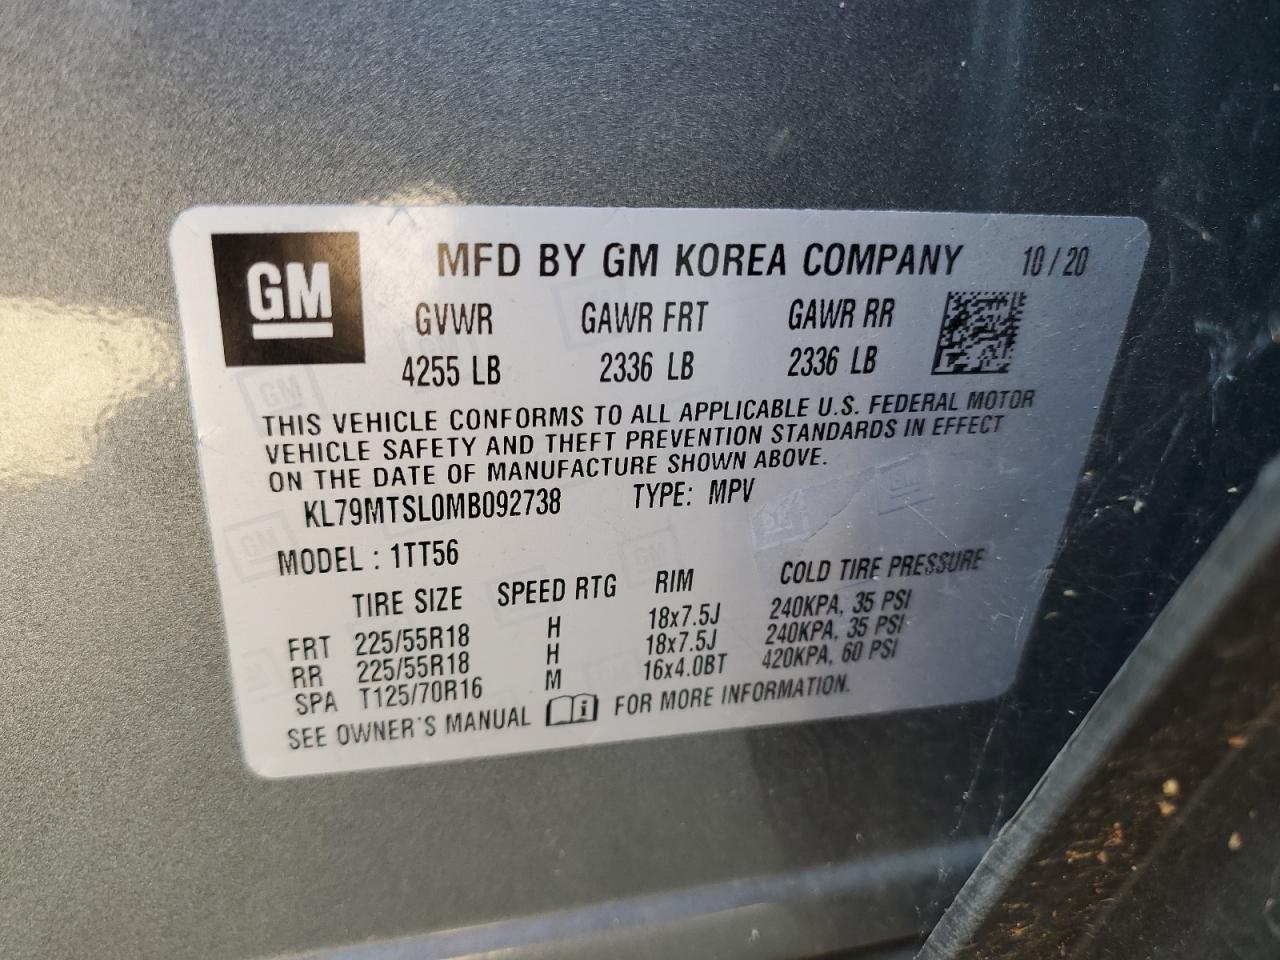 GM MFD BY GM KOREA COMPANY 10/20
GVWR GAWR FRT GAWR RR
4255 LB 2336 LB 2336 LB
THIS VEHICLE CONFORMS TO ALL APPLICABLE U.S. FEDERAL MOTOR
VEHICLE SAFETY AND THEFT PREVENTION STANDARDS IN EFFECT
ON THE DATE OF MANUFACTURE SHOWN ABOVE.
KL79MTSL0MB092738 TYPE: MPV
MODEL : 1TT56
TIRE SIZE SPEED RTG RIM COLD TIRE PRESSURE
FRT 225/55R18 H 18x7.5J 240KPA, 35 PSI
RR 225/55R18 H 18x7.5J 240KPA, 35 PSI
SPA T125/70R16 M 16x4.0BT 420KPA, 60 PSI
SEE OWNER'S MANUAL FOR MORE INFORMATION.